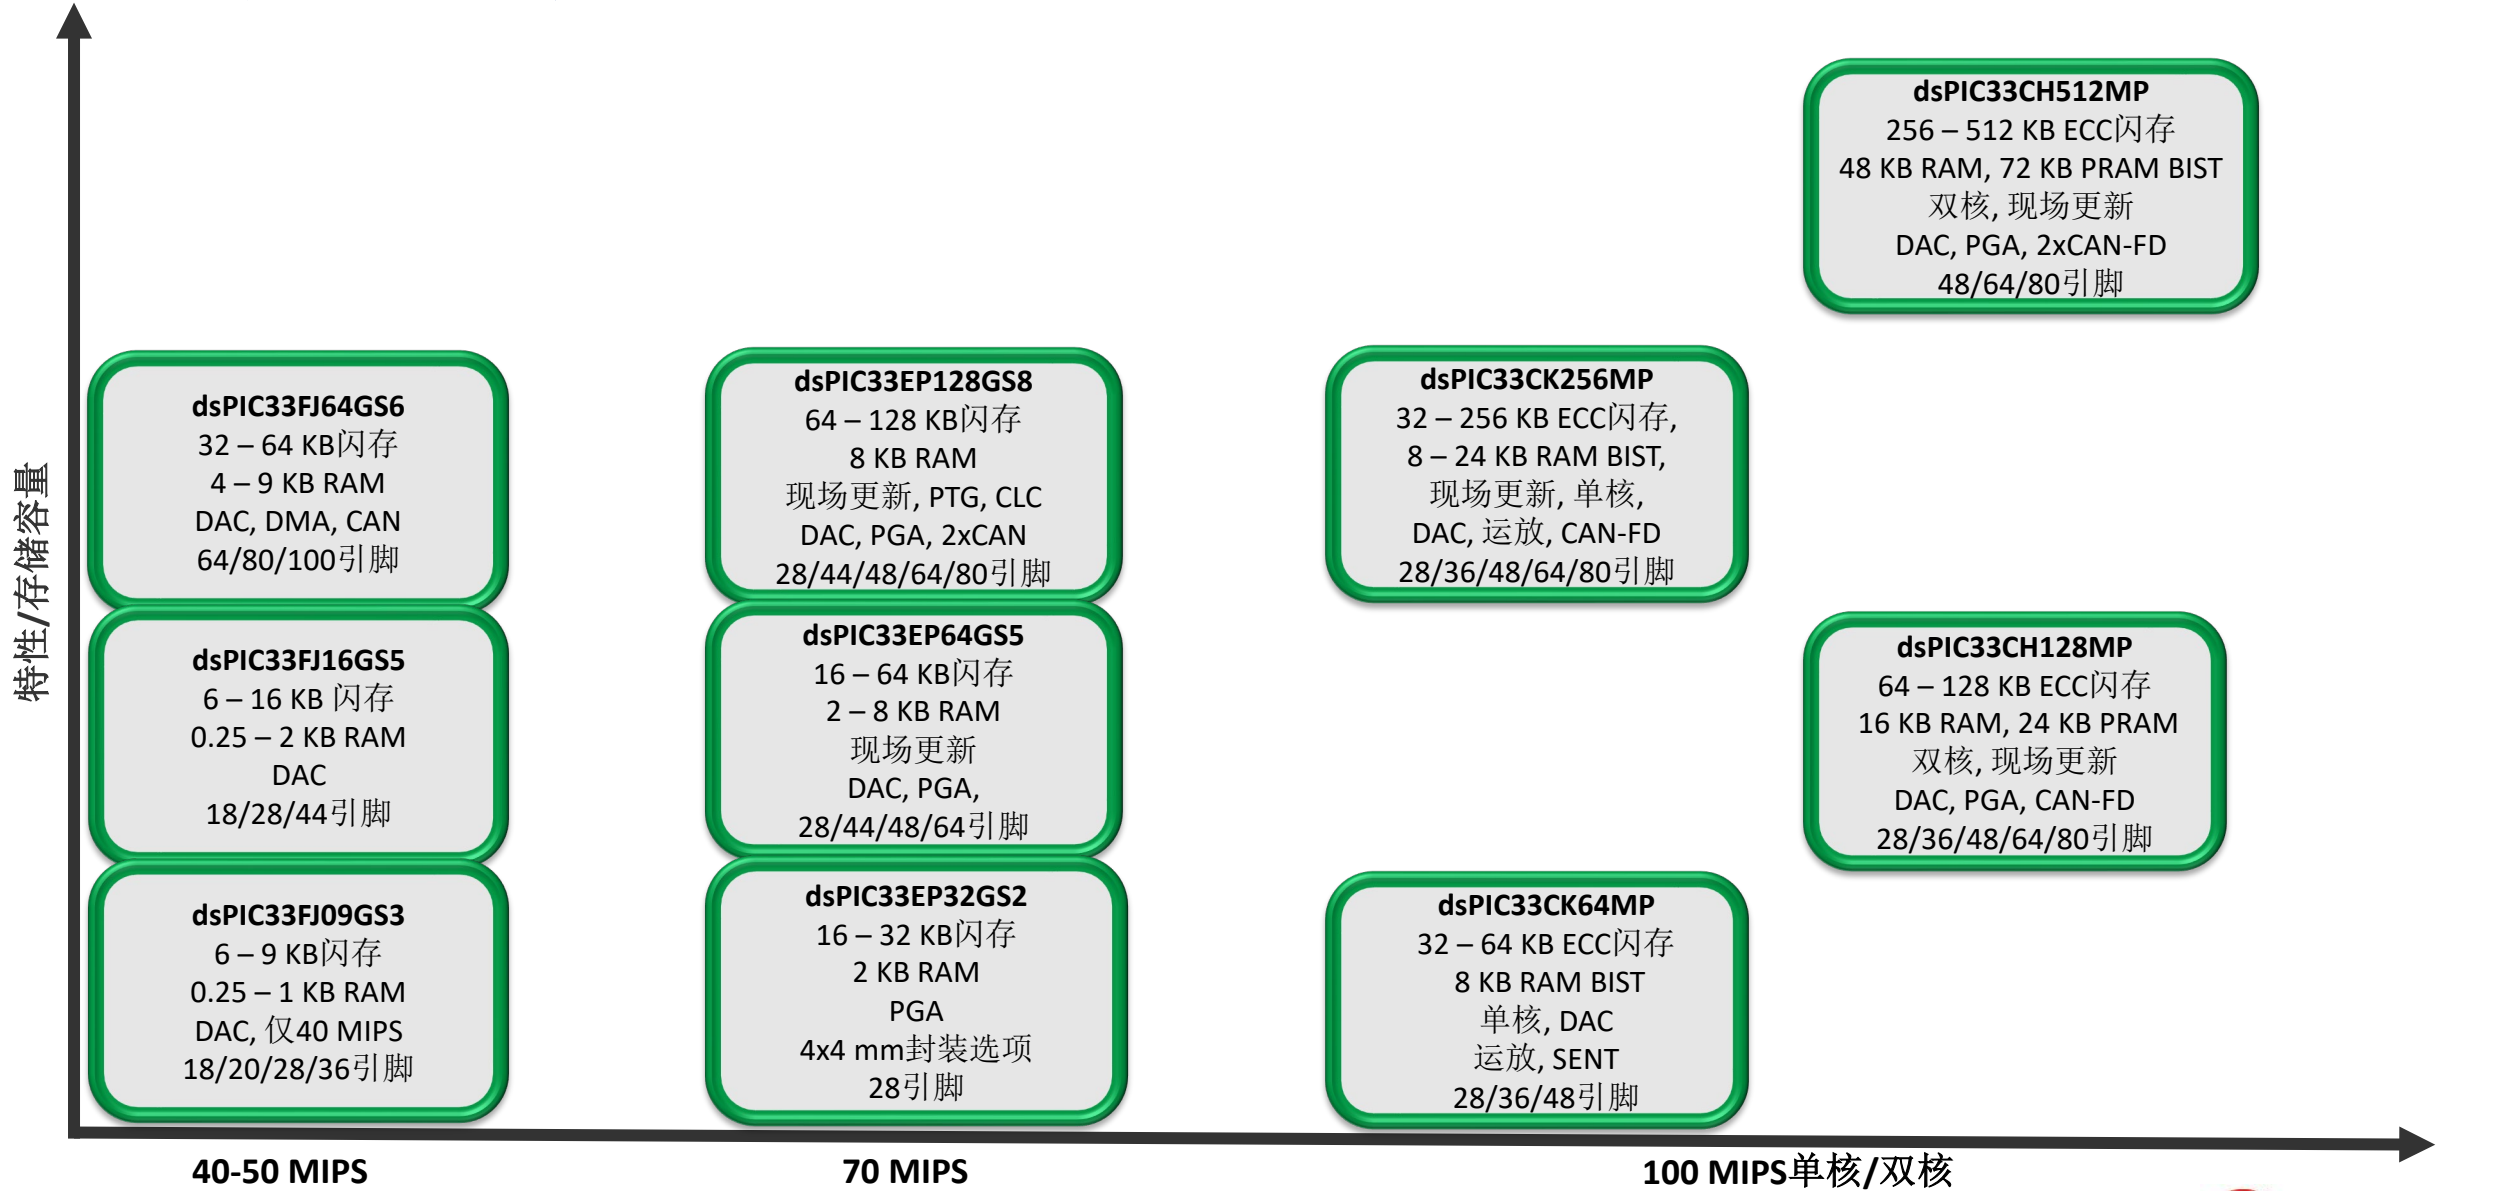 特性/存储容量
dsPIC33FJ64GS6
32 – 64 KB闪存
4 – 9 KB RAM
DAC, DMA, CAN
64/80/100引脚
dsPIC33FJ16GS5
6 – 16 KB 闪存
0.25 – 2 KB RAM
DAC
18/28/44引脚
dsPIC33FJ09GS3
6 – 9 KB闪存
0.25 – 1 KB RAM
DAC, 仅40 MIPS
18/20/28/36引脚
dsPIC33EP128GS8
64 – 128 KB闪存
8 KB RAM
现场更新, PTG, CLC
DAC, PGA, 2xCAN
28/44/48/64/80引脚
dsPIC33EP64GS5
16 – 64 KB闪存
2 – 8 KB RAM
现场更新
DAC, PGA,
28/44/48/64引脚
dsPIC33EP32GS2
16 – 32 KB闪存
2 KB RAM
PGA
4x4 mm封装选项
28引脚
dsPIC33CK256MP
32 – 256 KB ECC闪存,
8 – 24 KB RAM BIST,
现场更新, 单核,
DAC, 运放, CAN-FD
28/36/48/64/80引脚
dsPIC33CK64MP
32 – 64 KB ECC闪存
8 KB RAM BIST
单核, DAC
运放, SENT
28/36/48引脚
dsPIC33CH512MP
256 – 512 KB ECC闪存
48 KB RAM, 72 KB PRAM BIST
双核, 现场更新
DAC, PGA, 2xCAN-FD
48/64/80引脚
dsPIC33CH128MP
64 – 128 KB ECC闪存
16 KB RAM, 24 KB PRAM
双核, 现场更新
DAC, PGA, CAN-FD
28/36/48/64/80引脚
40-50 MIPS
70 MIPS
100 MIPS单核/双核